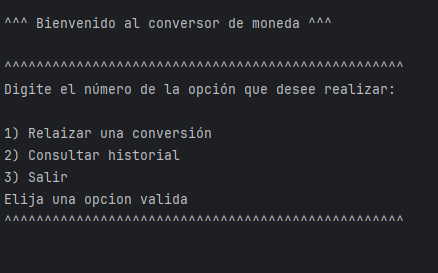 ^^^ Bienvenido al conversor de moneda ^^^
^^^^^^^^^^^^^^^^^^^^^^^^^^^^^^^^^^^^^^^^^^^^^^^^^^
Digite el número de la opción que desee realizar:
1) Relaizar una conversión
2) Consultar historial
3) Salir
Elija una opcion valida
^^^^^^^^^^^^^^^^^^^^^^^^^^^^^^^^^^^^^^^^^^^^^^^^^^